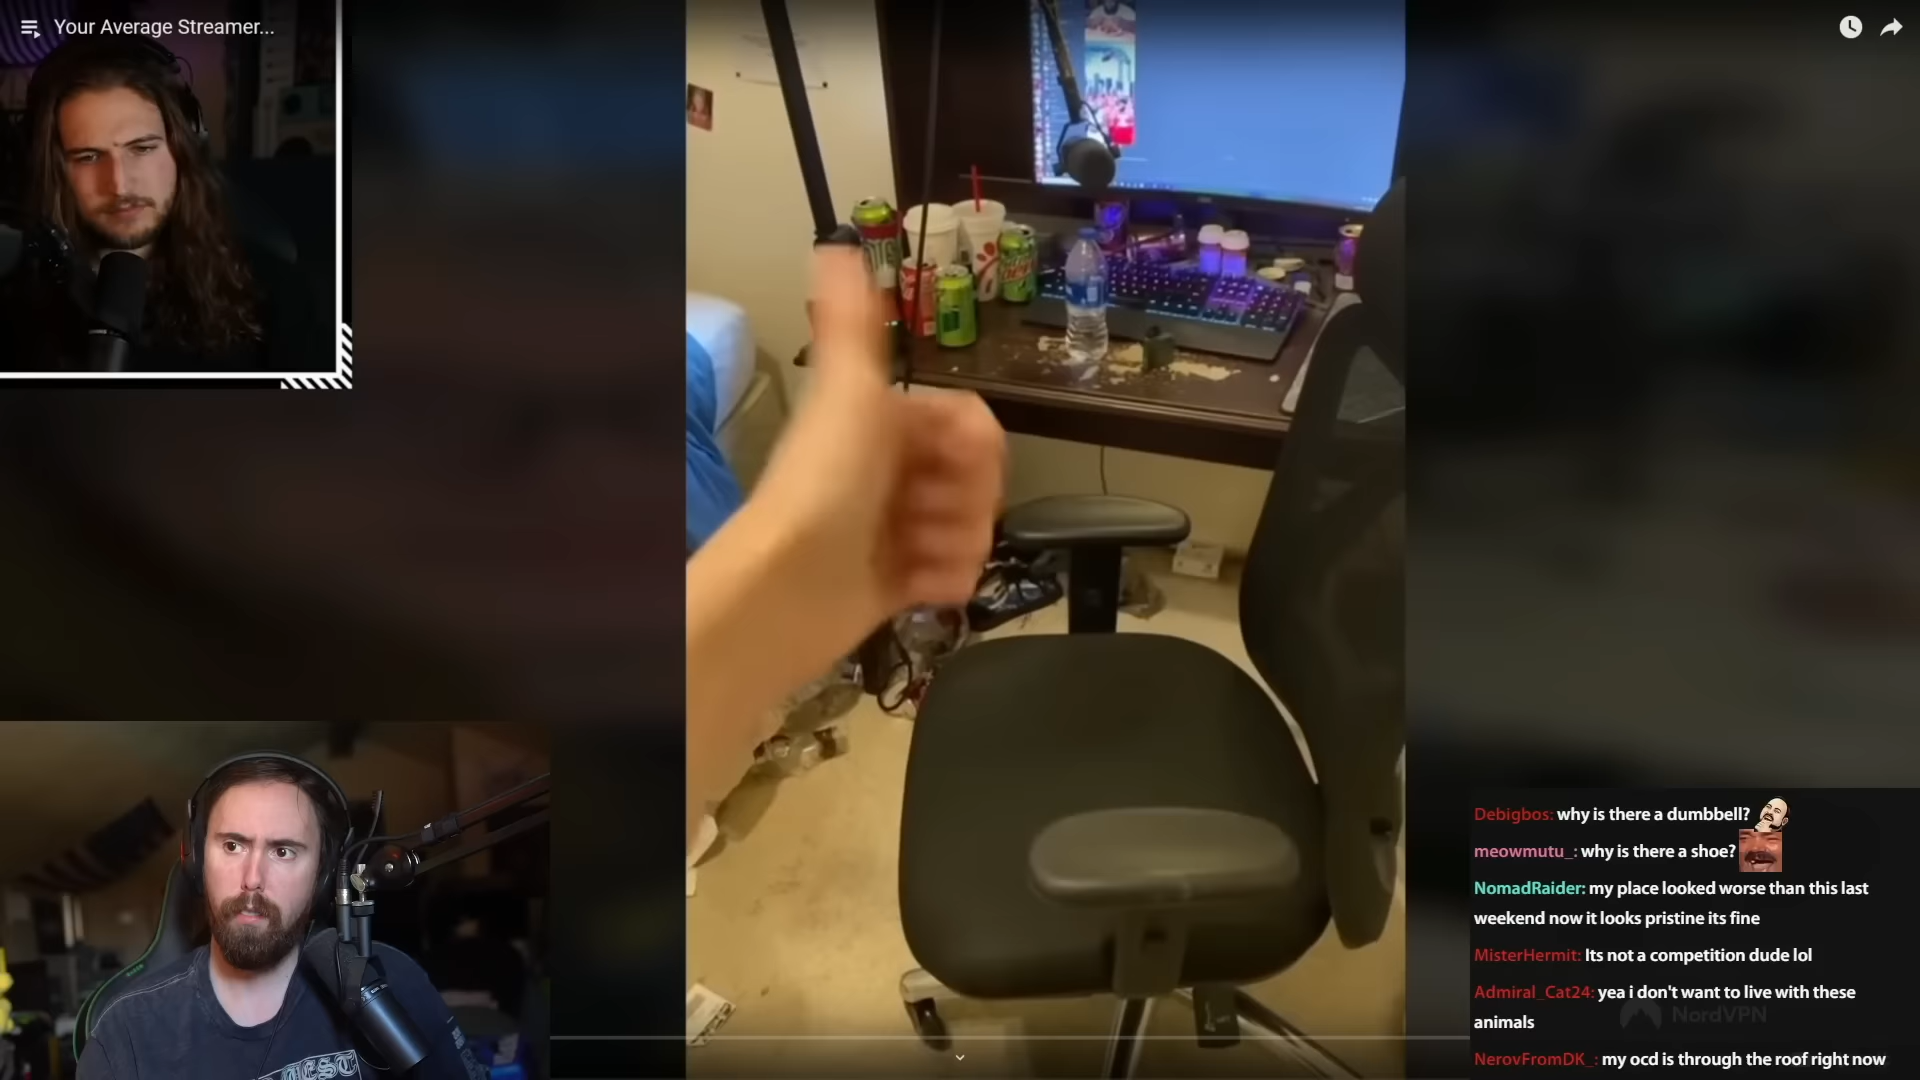 Your Average Streamer...
Debigbos: why is there a dumbbell?
meowmutu_: why is there a shoe?
NomadRaider: my place looked worse than this last
weekend now it looks pristine its fine
MisterHermit: Its not a competition dude lol
Admiral_Cat24: yea i don't want to live with these
animals
NordVPN
NerovFromDK_: my ocd is through the roof right now